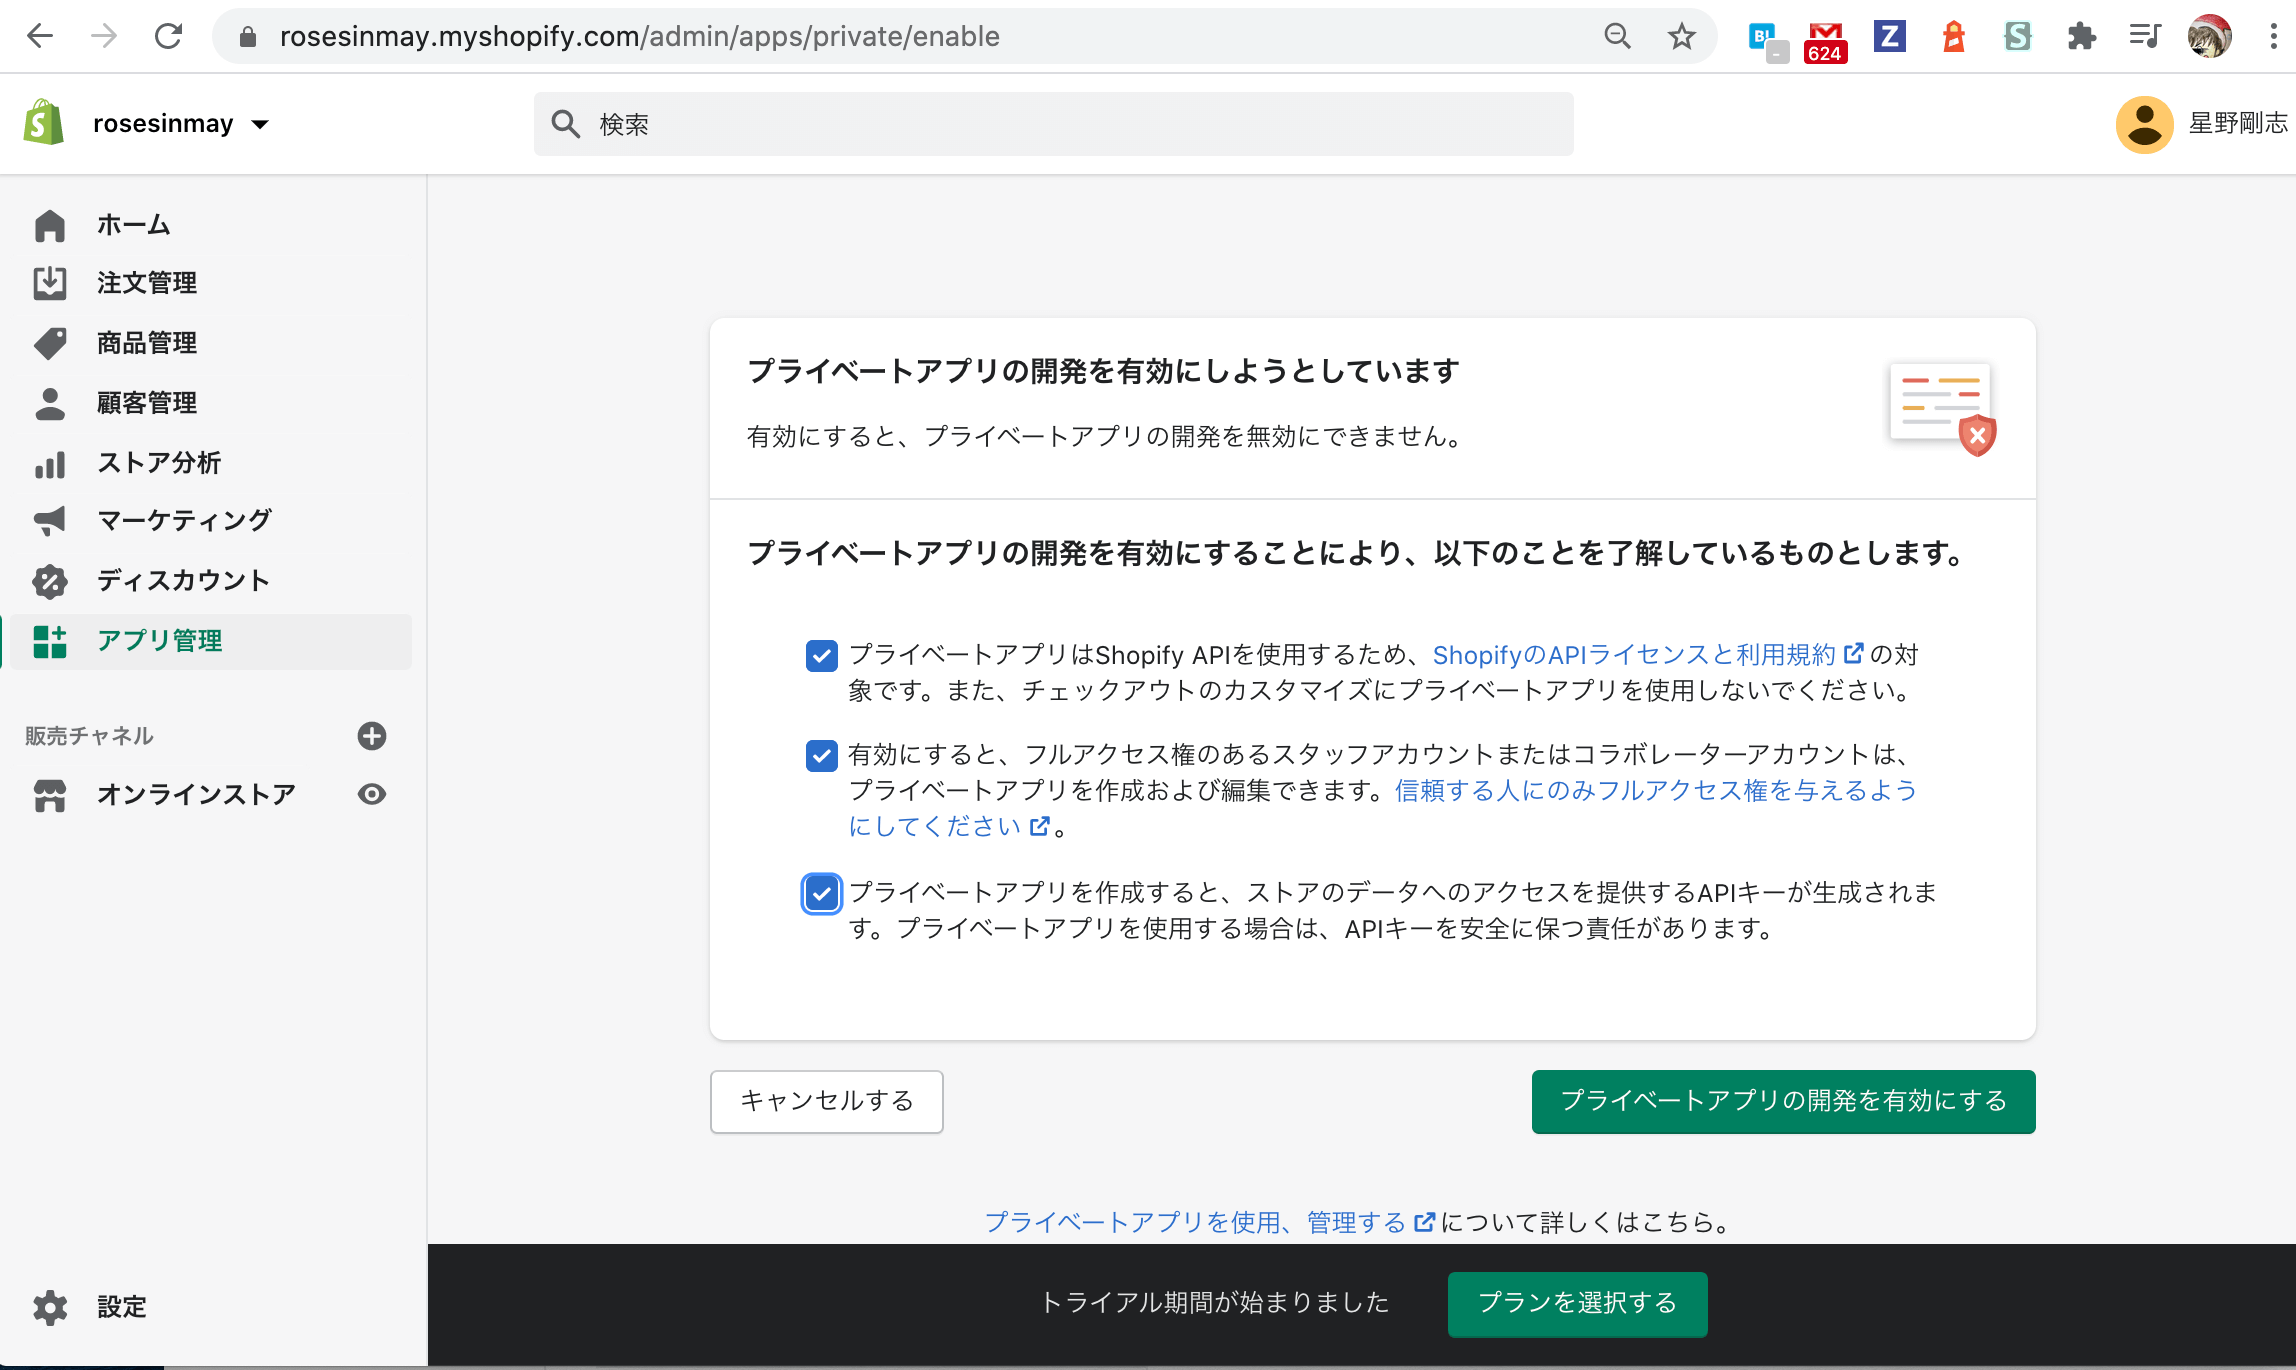 rosesinmay.myshopify.com/admin/apps/private/enable
B!
624
Z
S
rosesinmay
検索
星野剛志
ホーム
注文管理
商品管理
顧客管理
ストア分析
マーケティング
ディスカウント
アプリ管理
販売チャネル
オンラインストア
設定
プライベートアプリの開発を有効にしようとしています
有効にすると、プライベートアプリの開発を無効にできません。
プライベートアプリの開発を有効にすることにより、以下のことを了解しているものとします。
プライベートアプリはShopify APIを使用するため、ShopifyのAPIライセンスと利用規約の対
象です。また、チェックアウトのカスタマイズにプライベートアプリを使用しないでください。
有効にすると、フルアクセス権のあるスタッフアカウントまたはコラボレーターアカウントは、
プライベートアプリを作成および編集できます。信頼する人にのみフルアクセス権を与えるよう
にしてください。
プライベートアプリを作成すると、ストアのデータへのアクセスを提供するAPIキーが生成されま
す。プライベートアプリを使用する場合は、APIキーを安全に保つ責任があります。
キャンセルする
プライベートアプリの開発を有効にする
プライベートアプリを使用、管理するについて詳しくはこちら。
トライアル期間が始まりました
プランを選択する